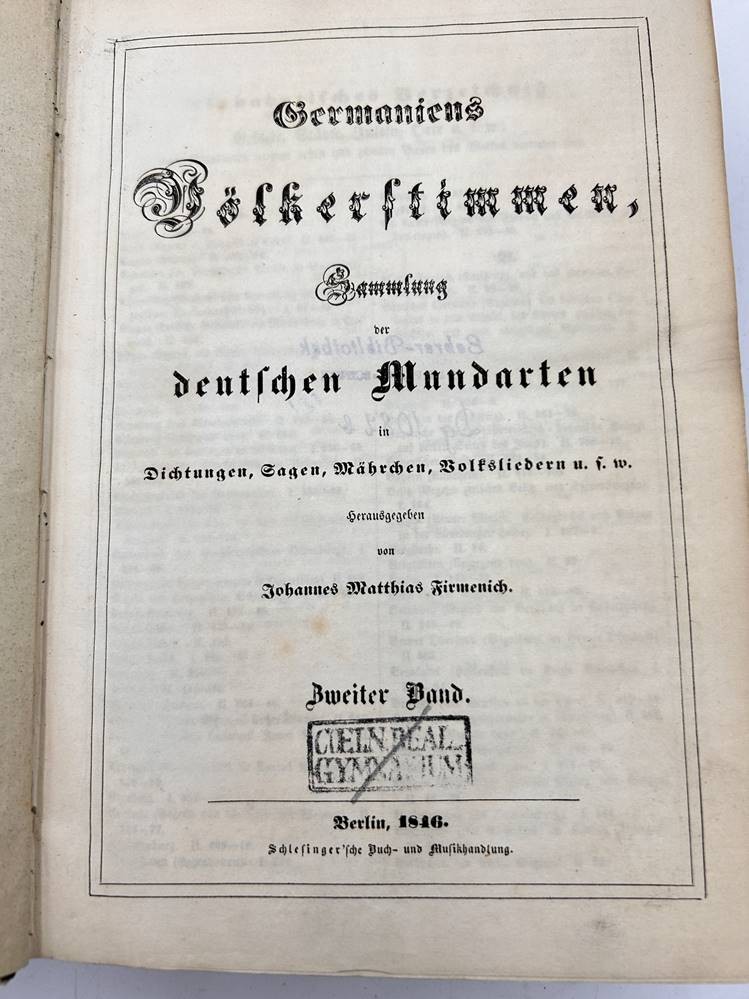 Germaniens
Völkerſtimmen,
Sammlung
der
deutſchen Mundarten
in
Dichtungen, Sagen, Mährchen, Volksliedern u. ſ. w.
Herausgegeben
von
Johannes Matthias Firmenich.
Zweiter Band.
CŒLN.REAL
GYMNASIUM
Berlin, 1846.
Schleſinger'ſche Buch- und Muſikhandlung.